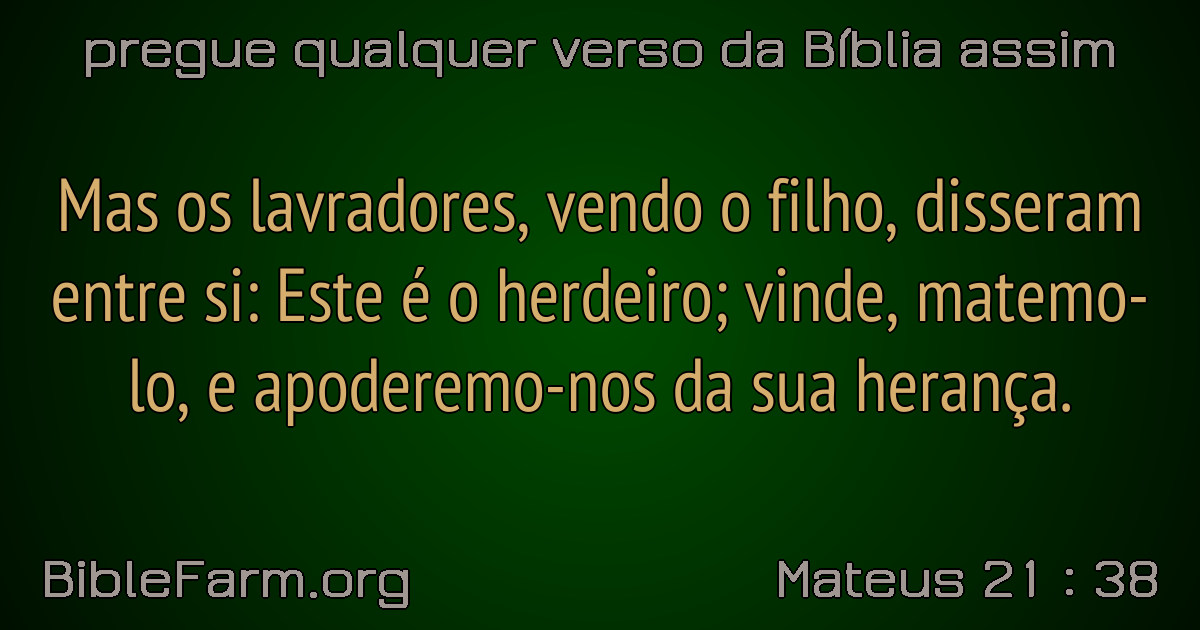 pregue qualquer verso da Bíblia assim
Mas os lavradores, vendo o filho, disseram
entre si: Este é o herdeiro; vinde, matemo-
lo, e apoderemo-nos da sua herança.
BibleFarm.org
Mateus 21 : 38